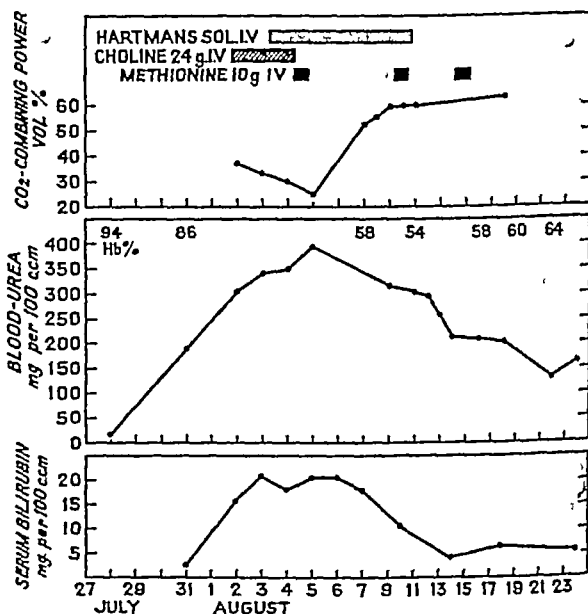 HARTMANS SOL.I.V
CHOLINE 24 g.IV
METHIONINE 10 g IV
CO₂-COMBINING POWER
VOL %
60
50
40
30
20
94 86 58 54 58 60 64
Hb%
BLOOD-UREA
mg per 100 ccm
400
350
300
250
200
150
100
50
0
SERUM BILIRUBIN
mg per 100 ccm
20
15
10
5
27 29 31 1 2 3 4 5 6 7 9 11 13 15 17 19 21 23
JULY AUGUST